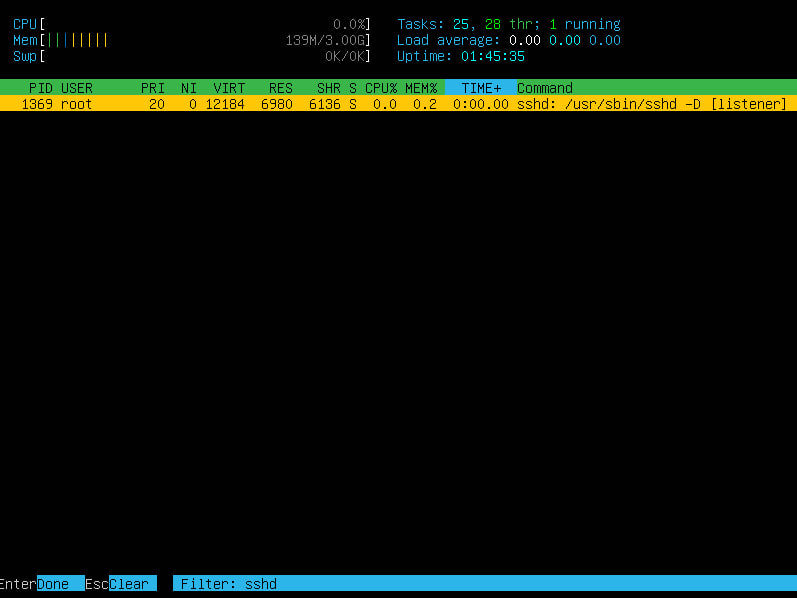 CPU[ 0.0%] Tasks: 25, 28 thr; 1 running
Mem[|||||||| 139M/3.00G] Load average: 0.00 0.00 0.00
Swp[ 0K/0K] Uptime: 01:45:35
PID USER PRI NI VIRT RES SHR S CPU% MEM% TIME+ Command
1369 root 20 0 12184 6980 6136 S 0.0 0.2 0:00.00 sshd: /usr/sbin/sshd -D [listener]
EnterDone EscClear Filter: sshd